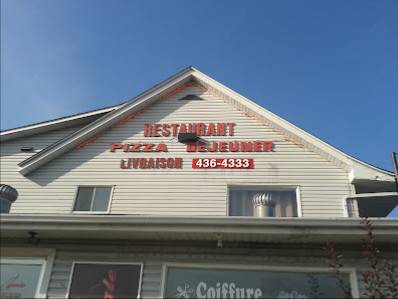 RESTAURANT
PIZZA DEJEUNER
LIVRAISON 436-4333
Coiffure